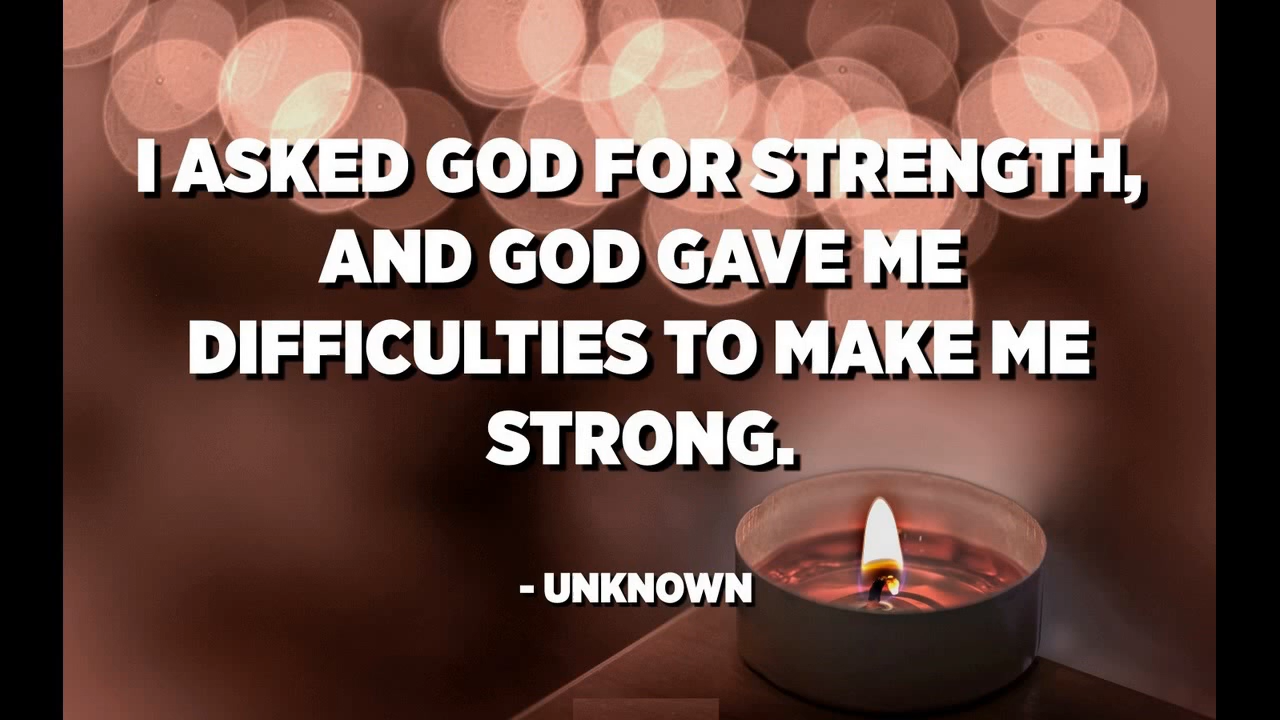 I ASKED GOD FOR STRENGTH,
AND GOD GAVE ME
DIFFICULTIES TO MAKE ME
STRONG.
- UNKNOWN